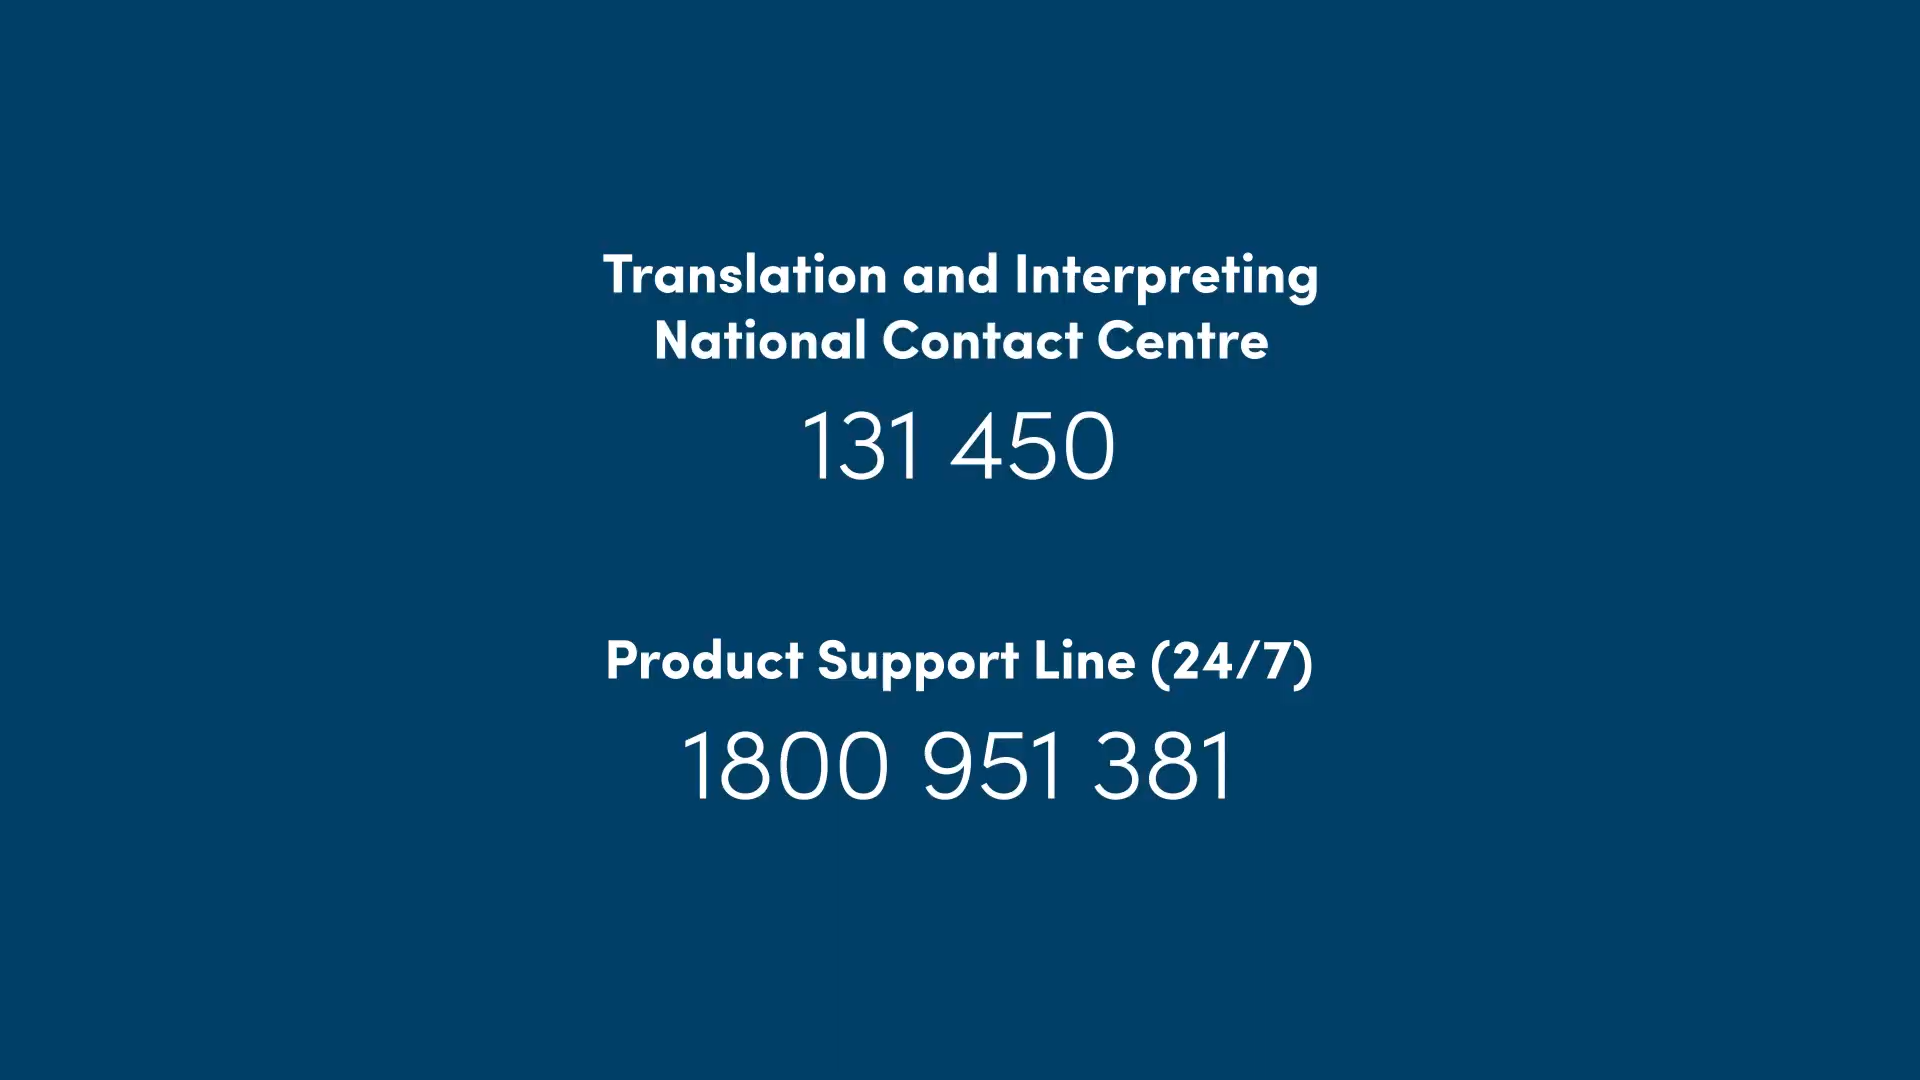 Translation and Interpreting
National Contact Centre
131 450
Product Support Line (24/7)
1800 951 381